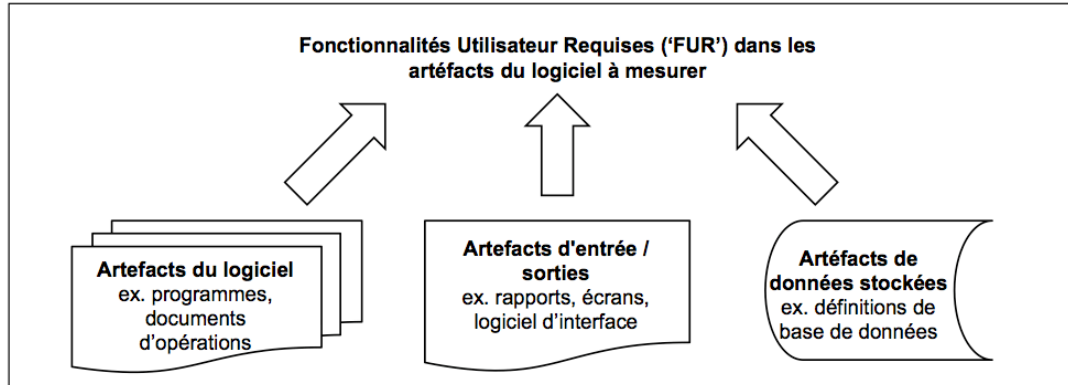 Fonctionnalités Utilisateur Requises (‘FUR’) dans les
artéfacts du logiciel à mesurer
Artefacts du logiciel
ex. programmes,
documents
d’opérations
Artefacts d'entrée /
sorties
ex. rapports, écrans,
logiciel d’interface
Artéfacts de
données stockées
ex. définitions de
base de données